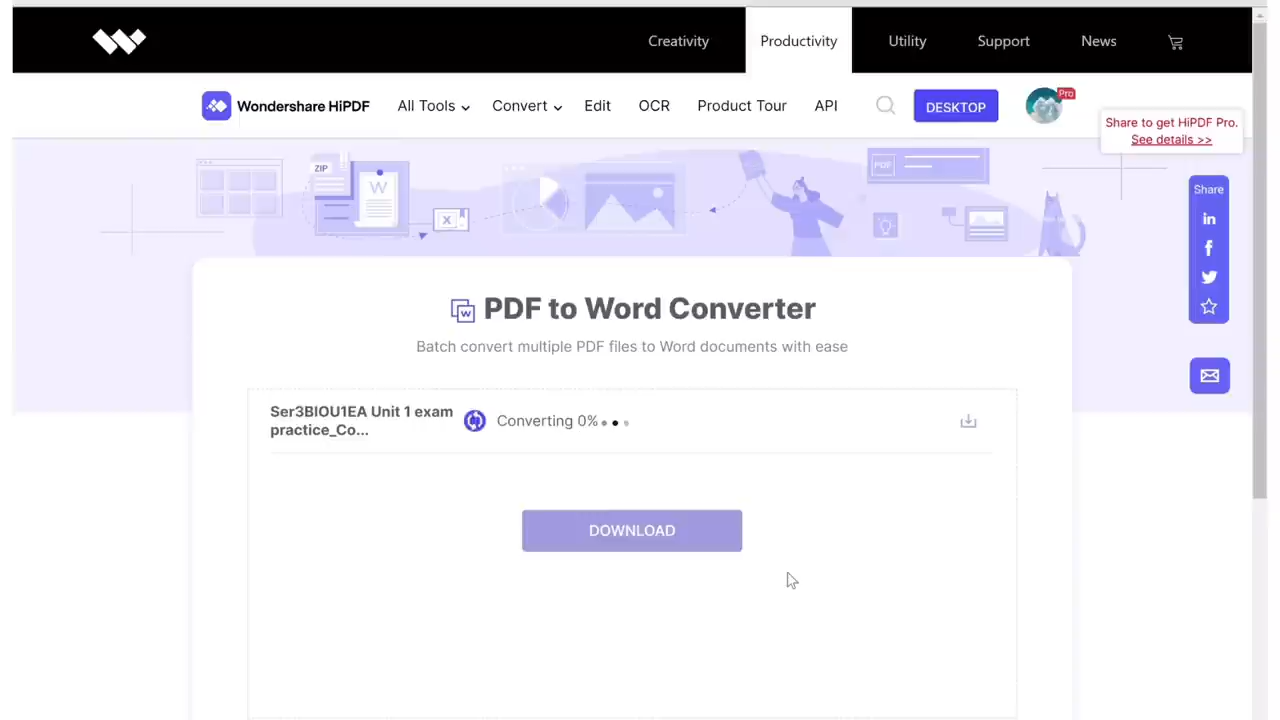 Creativity
Productivity
Utility
Support
News
Wondershare HiPDF
All Tools
Convert
Edit
OCR
Product Tour
API
DESKTOP
Pro
Share to get HiPDF Pro.
See details >>
ZIP
W
X
PDF
Share
in
f
W
PDF to Word Converter
Batch convert multiple PDF files to Word documents with ease
Ser3BIOU1EA Unit 1 exam
practice_Co...
Converting 0%
DOWNLOAD